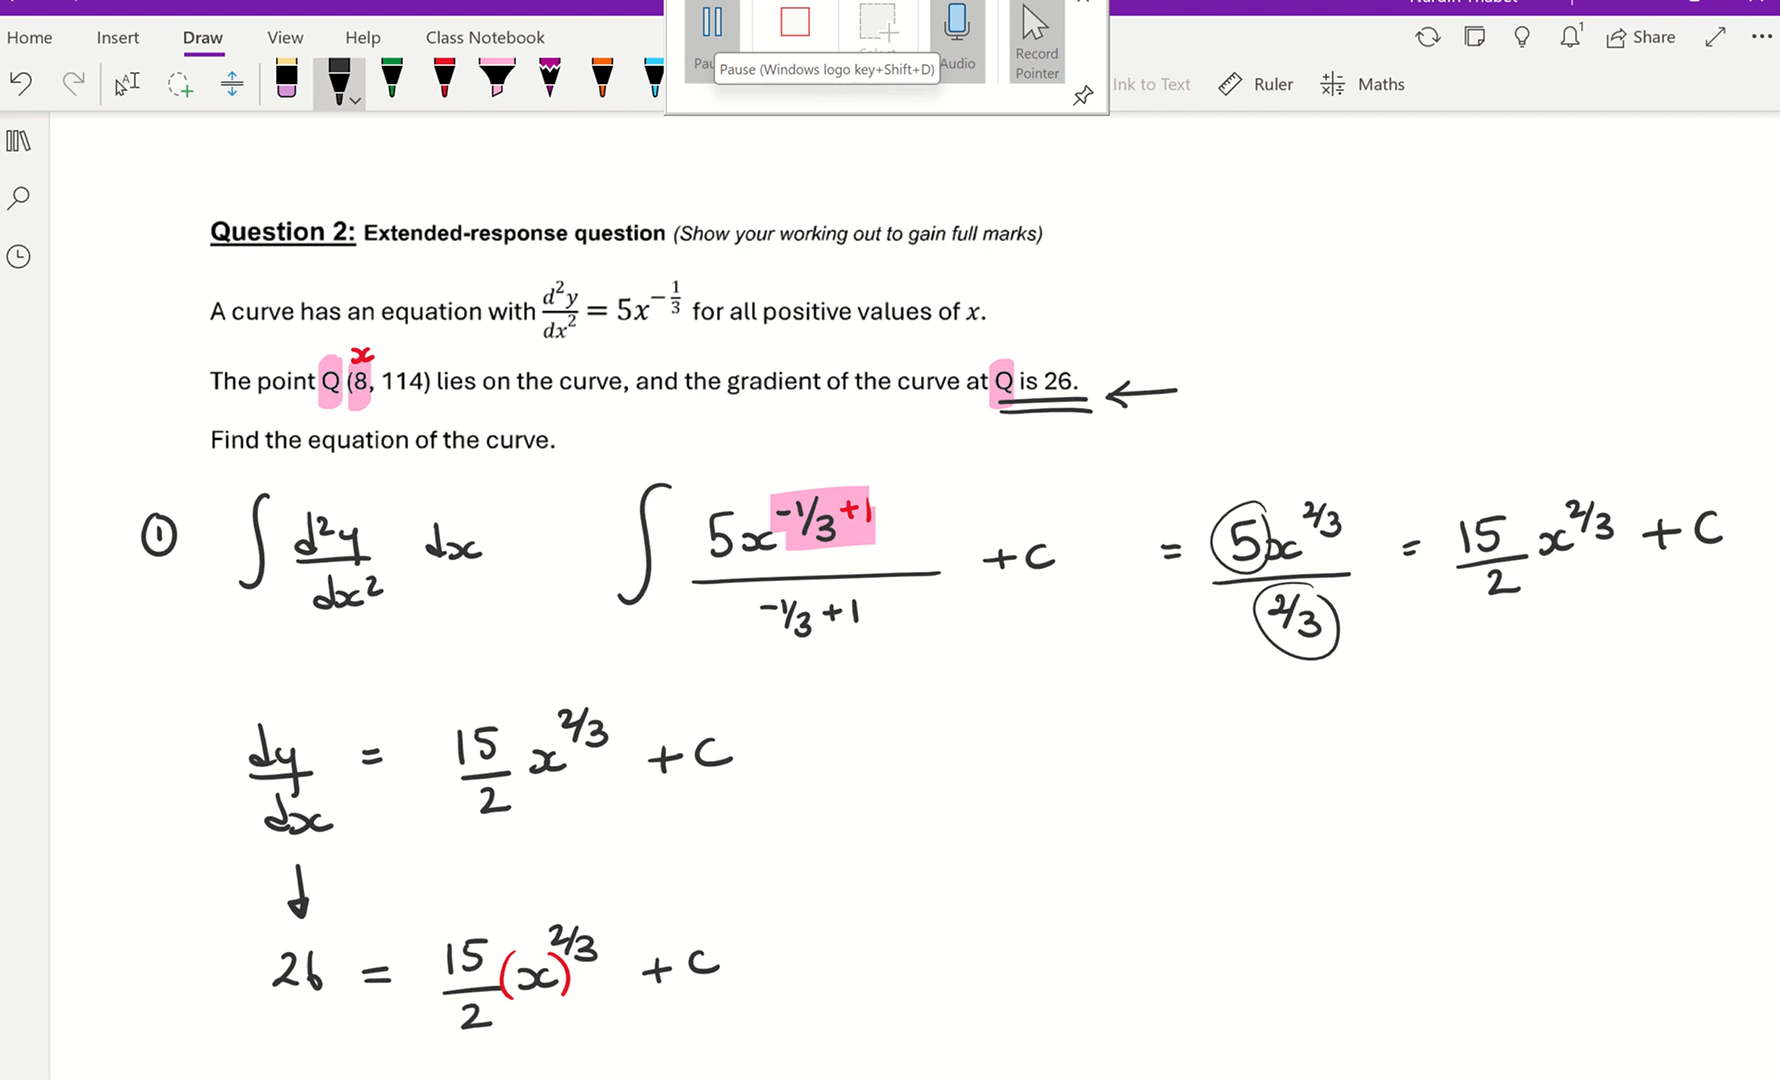 Home Insert Draw View Help Class Notebook
Audio Record Pointer
Pause (Windows logo key+Shift+D)
Share
Ink to Text Ruler Maths
Question 2: Extended-response question (Show your working out to gain full marks)
A curve has an equation with d²y/dx² = 5x^(-1/3) for all positive values of x.
x
The point Q (8, 114) lies on the curve, and the gradient of the curve at Q is 26. ←
Find the equation of the curve.
① ∫ d²y/dx² dx ∫ 5x^(-1/3 +1) / (-1/3 +1) + C = 5x^(2/3) / (2/3) = 15/2 x^(2/3) + C
dy/dx = 15/2 x^(2/3) + C
↓
26 = 15/2 (x)^(2/3) + C